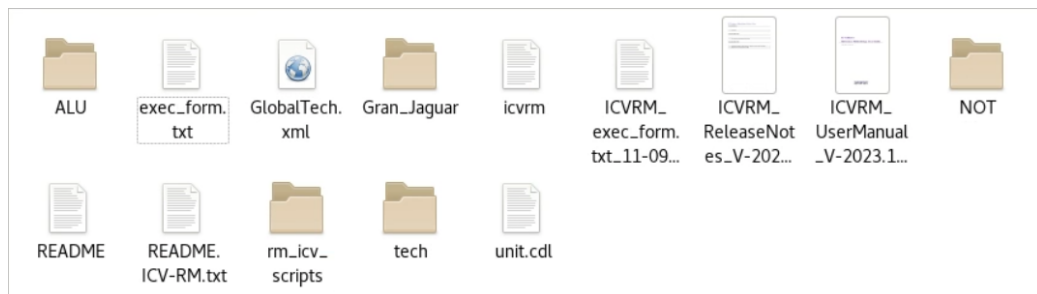 ALU
exec_form.
txt
GlobalTech.
xml
Gran_Jaguar
icvrm
ICVRM_
exec_form.
txt_11-09...
ICVRM_
ReleaseNot
es_V-202...
ICVRM_
UserManual
_V-2023.1...
NOT
README
README.
ICV-RM.txt
rm_icv_
scripts
tech
unit.cdl